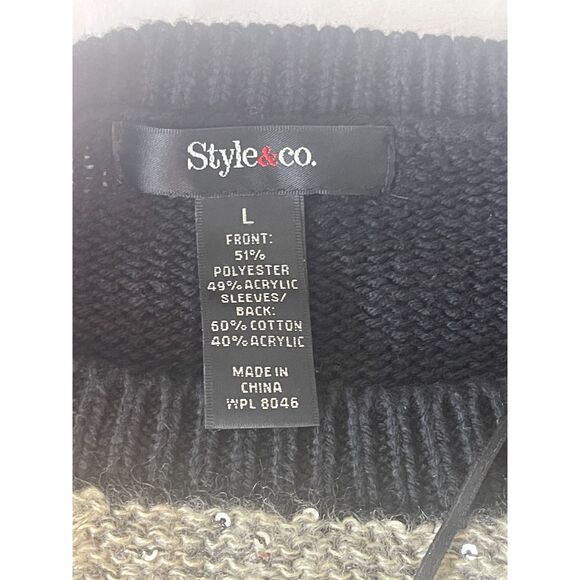 Style&co.
L
FRONT:
51%
POLYESTER
49% ACRYLIC
SLEEVES/
BACK:
60% COTTON
40% ACRYLIC
MADE IN
CHINA
WPL 8046